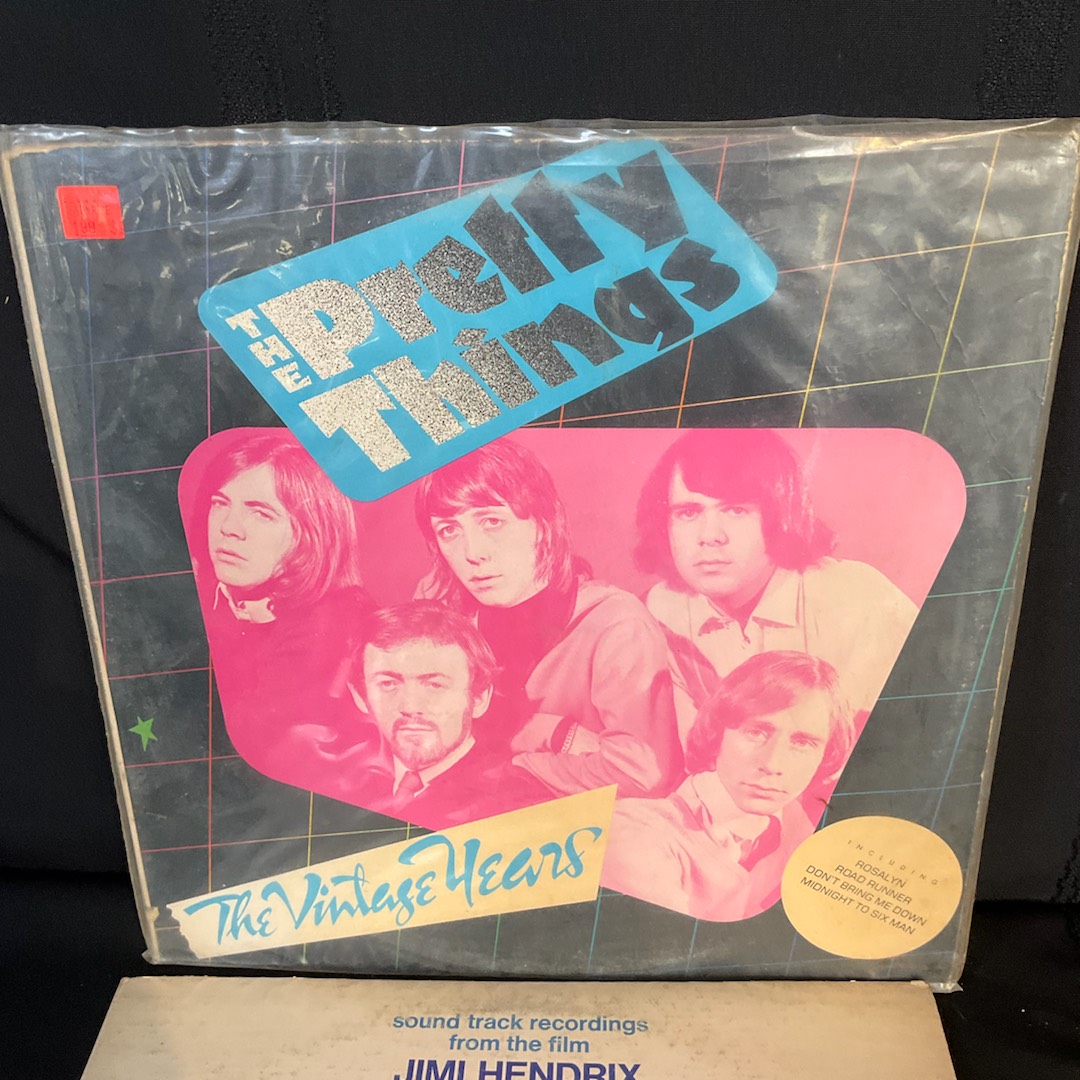 THE
Pretty
Things
The Vintage Years
INCLUDING
ROSALYN
ROAD RUNNER
DON'T BRING ME DOWN
MIDNIGHT TO SIX MAN
sound track recordings
from the film
JIMI HENDRIX